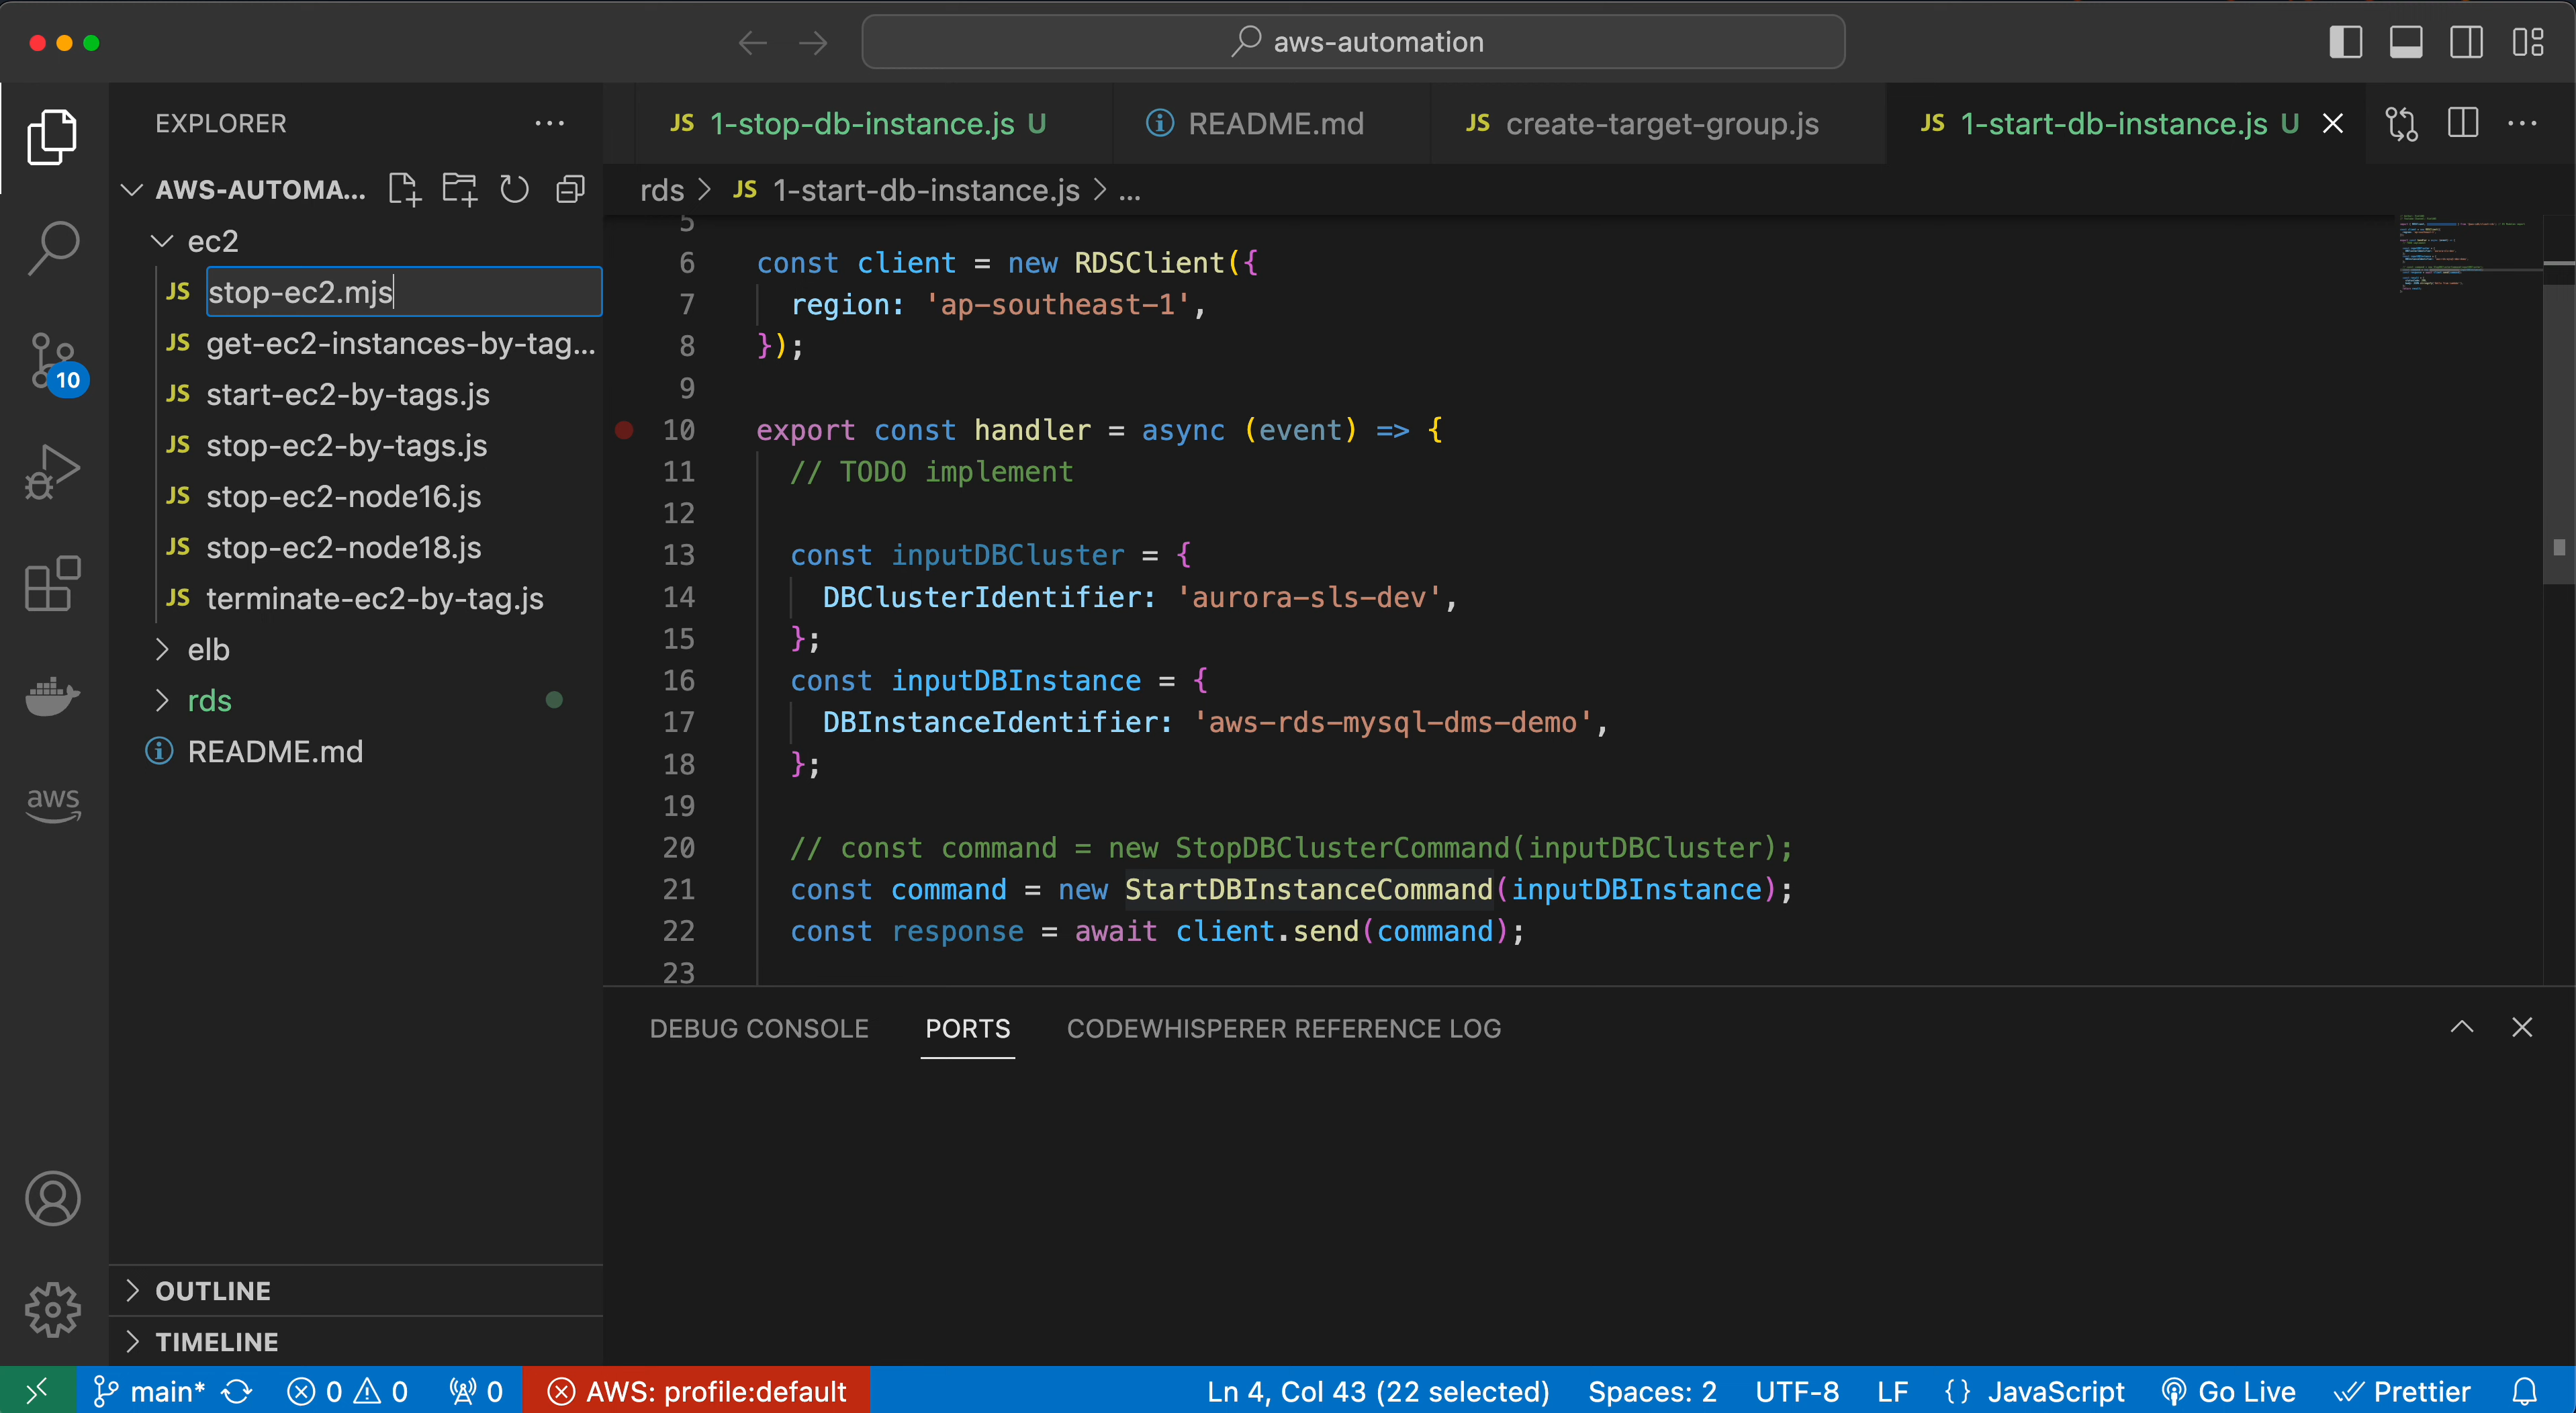 aws-automation
EXPLORER
JS 1-stop-db-instance.js U
README.md
JS create-target-group.js
JS 1-start-db-instance.js U
AWS-AUTOMA...
rds > JS 1-start-db-instance.js > ...
ec2
JS stop-ec2.mjs
JS get-ec2-instances-by-tag...
JS start-ec2-by-tags.js
JS stop-ec2-by-tags.js
JS stop-ec2-node16.js
JS stop-ec2-node18.js
JS terminate-ec2-by-tag.js
elb
rds
README.md
10
aws
5
6 const client = new RDSClient({
7 region: 'ap-southeast-1',
8 });
9
10 export const handler = async (event) => {
11 // TODO implement
12
13 const inputDBCluster = {
14 DBClusterIdentifier: 'aurora-sls-dev',
15 };
16 const inputDBInstance = {
17 DBInstanceIdentifier: 'aws-rds-mysql-dms-demo',
18 };
19
20 // const command = new StopDBClusterCommand(inputDBCluster);
21 const command = new StartDBInstanceCommand(inputDBInstance);
22 const response = await client.send(command);
23
DEBUG CONSOLE PORTS CODEWHISPERER REFERENCE LOG
OUTLINE
TIMELINE
main* 0 0 0 AWS: profile:default Ln 4, Col 43 (22 selected) Spaces: 2 UTF-8 LF {} JavaScript Go Live Prettier